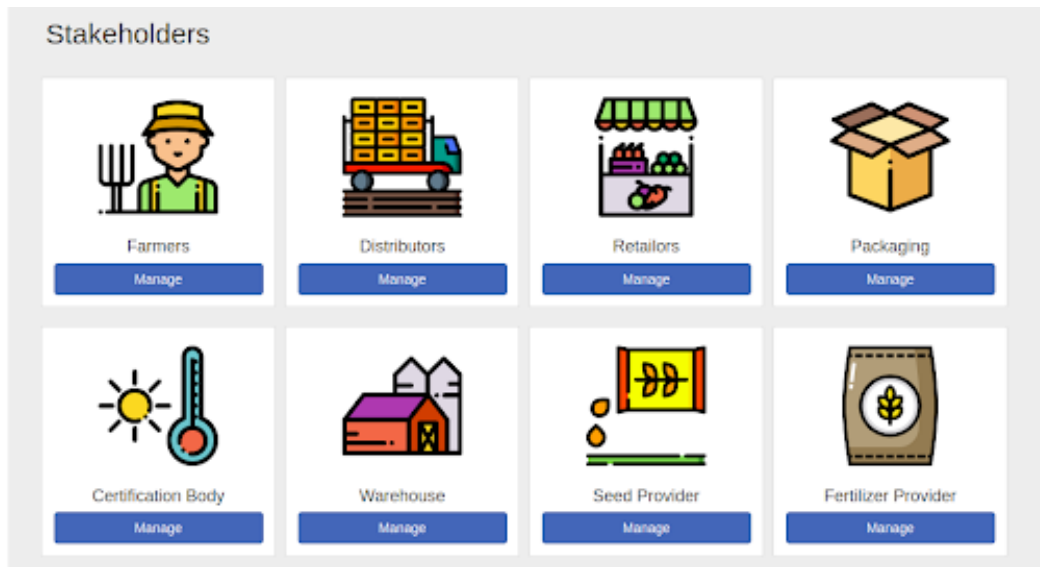 Stakeholders
Farmers
Distributors
Retailors
Packaging
Manage
Manage
Manage
Manage
Certification Body
Warehouse
Seed Provider
Fertilizer Provider
Manage
Manage
Manage
Manage